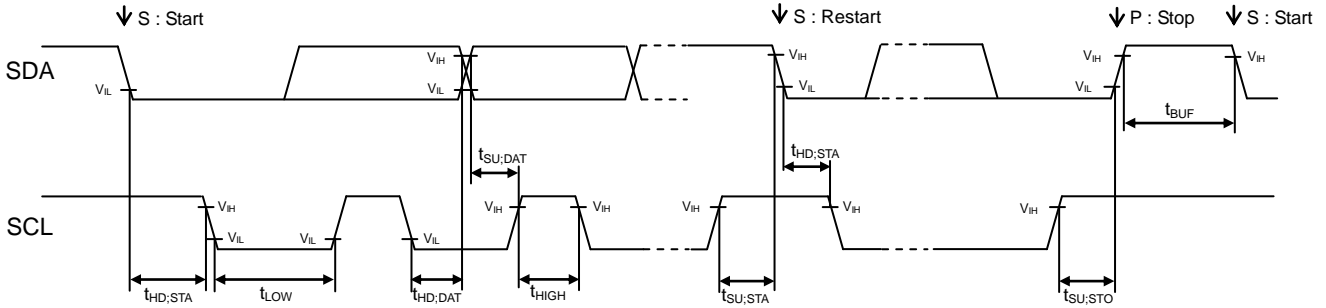 S : Start
S : Restart
P : Stop
S : Start
SDA
VIH
VIH
VIH
VIH
VIL
VIL
VIL
VIL
tBUF
tSU;DAT
tHD;STA
SCL
VIH
VIH
VIH
VIH
VIH
VIH
VIL
VIL
VIL
tHD;STA
tLOW
tHD;DAT
tHIGH
tSU;STA
tSU;STO